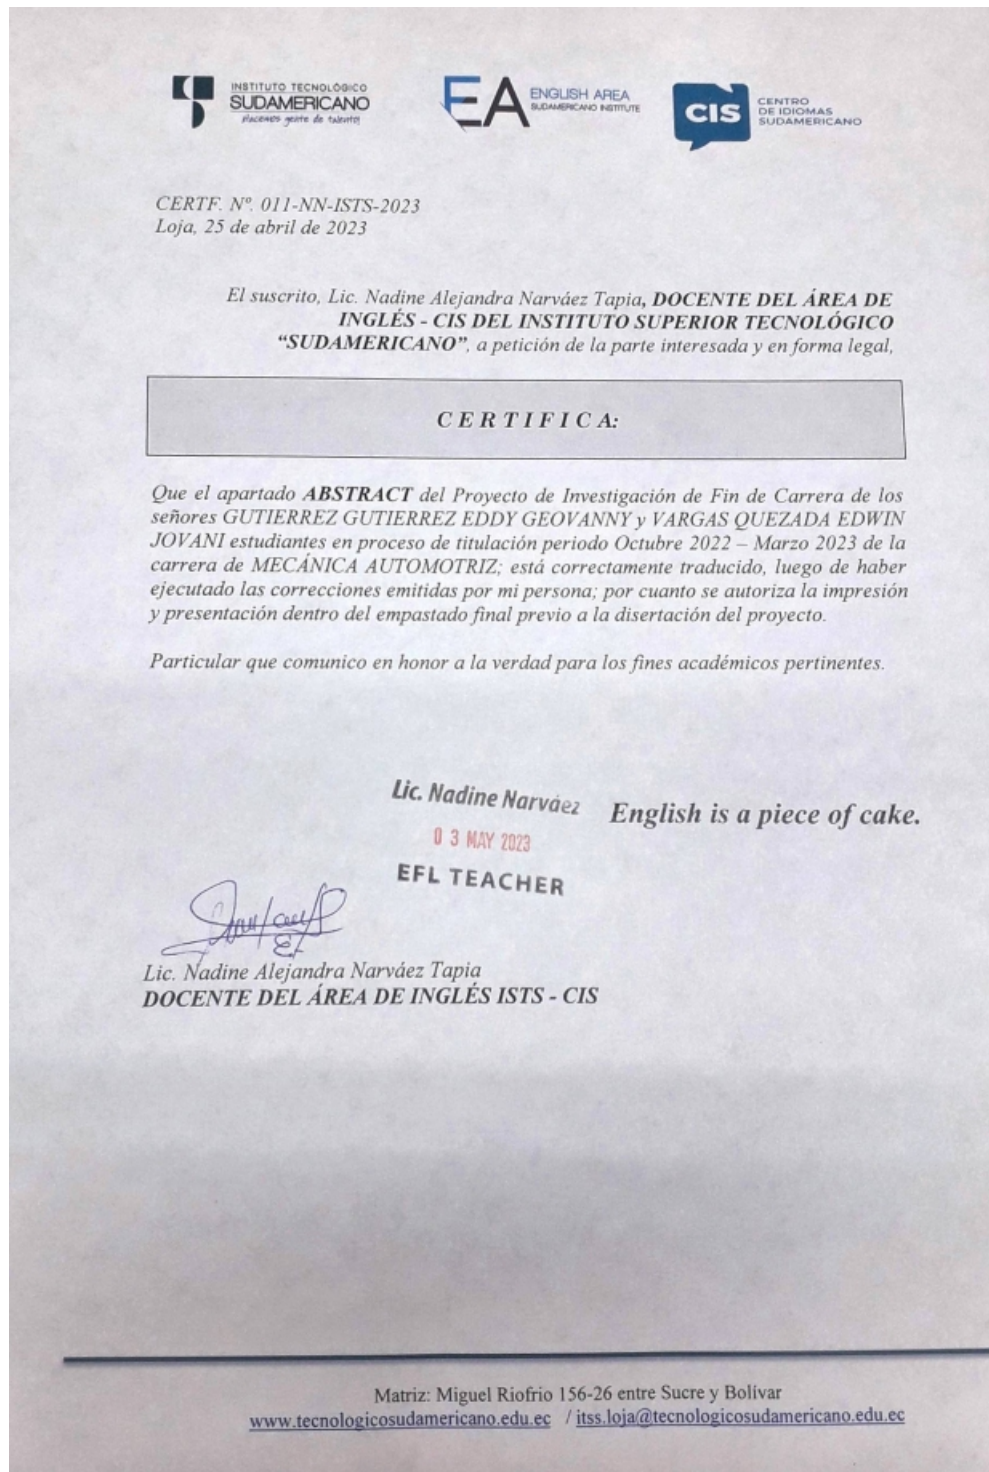 INSTITUTO TECNOLÓGICO
SUDAMERICANO
Hacemos gente de talento!
EA
ENGLISH AREA
SUDAMERICANO INSTITUTE
CIS
CENTRO
DE IDIOMAS
SUDAMERICANO
CERTF. Nº. 011-NN-ISTS-2023
Loja, 25 de abril de 2023
El suscrito, Lic. Nadine Alejandra Narváez Tapia, DOCENTE DEL ÁREA DE
INGLÉS - CIS DEL INSTITUTO SUPERIOR TECNOLÓGICO
“SUDAMERICANO”, a petición de la parte interesada y en forma legal,
C E R T I F I C A:
Que el apartado ABSTRACT del Proyecto de Investigación de Fin de Carrera de los
señores GUTIERREZ GUTIERREZ EDDY GEOVANNY y VARGAS QUEZADA EDWIN
JOVANI estudiantes en proceso de titulación periodo Octubre 2022 – Marzo 2023 de la
carrera de MECÁNICA AUTOMOTRIZ; está correctamente traducido, luego de haber
ejecutado las correcciones emitidas por mi persona; por cuanto se autoriza la impresión
y presentación dentro del empastado final previo a la disertación del proyecto.
Particular que comunico en honor a la verdad para los fines académicos pertinentes.
Lic. Nadine Narváez
English is a piece of cake.
0 3 MAY 2023
EFL TEACHER
Lic. Nadine Alejandra Narváez Tapia
DOCENTE DEL ÁREA DE INGLÉS ISTS - CIS
Matriz: Miguel Riofrio 156-26 entre Sucre y Bolívar
www.tecnologicosudamericano.edu.ec / itss.loja@tecnologicosudamericano.edu.ec